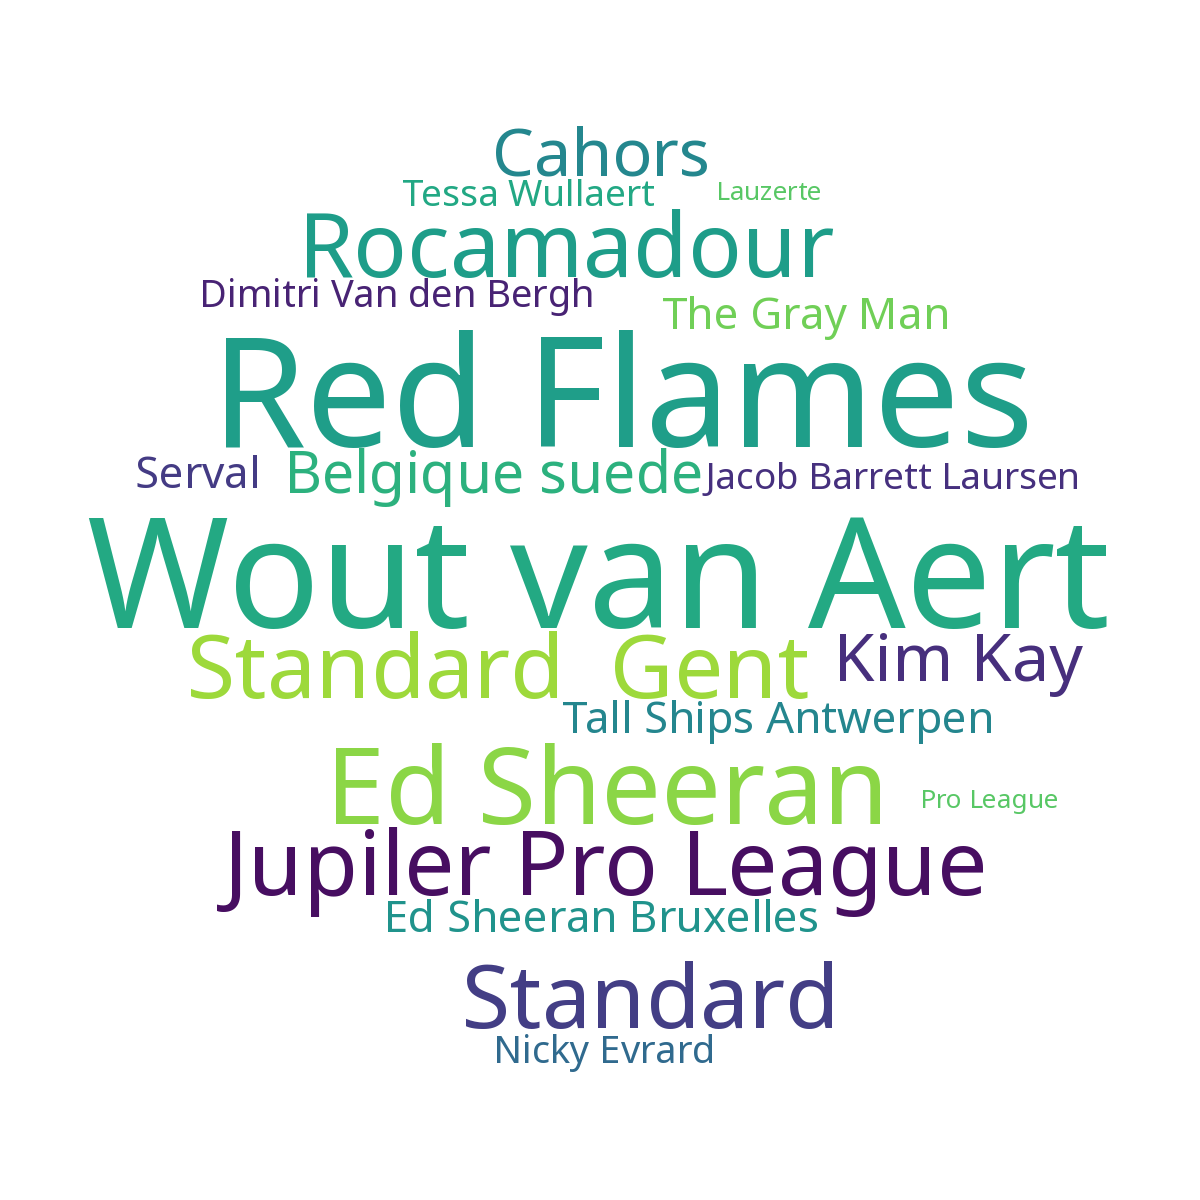 Cahors
Tessa Wullaert
Lauzerte
Rocamadour
Dimitri Van den Bergh
The Gray Man
Red Flames
Serval
Belgique suede
Jacob Barrett Laursen
Wout van Aert
Standard Gent
Kim Kay
Tall Ships Antwerpen
Ed Sheeran
Pro League
Jupiler Pro League
Ed Sheeran Bruxelles
Standard
Nicky Evrard